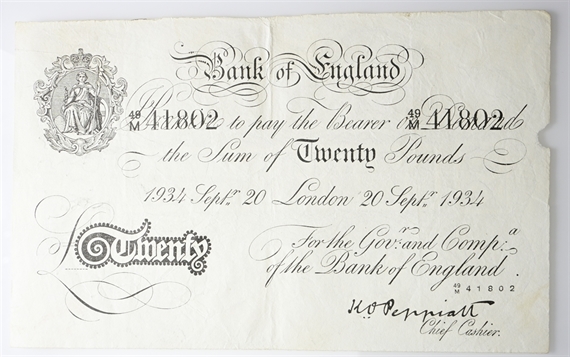 Bank of England
49/M 41802 to pay the Bearer on Demand 49/M 41802
the Sum of Twenty Pounds
1934 Septr. 20 London 20 Septr. 1934
£Twenty
For the Govr. and Compa.
of the Bank of England.
49/M 41802
K.O. Peppiatt
Chief Cashier.